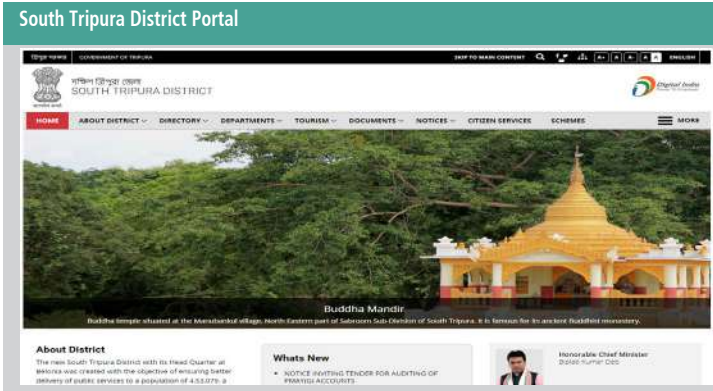 South Tripura District Portal
ত্রিপুরা সরকার GOVERNMENT OF TRIPURA SKIP TO MAIN CONTENT A+ A A- A A ENGLISH
দক্ষিণ ত্রিপুরা জেলা
SOUTH TRIPURA DISTRICT
Digital India
HOME ABOUT DISTRICT DIRECTORY DEPARTMENTS TOURISM DOCUMENTS NOTICES CITIZEN SERVICES SCHEMES MORE
Buddha Mandir
Buddha temple situated at the Manubankul village, North Eastern part of Sabroom Sub-Division of South Tripura. It is famous for its ancient Buddhist monastery.
About District
The new South Tripura District with its Head Quarter at
Belonia was created with the objective of ensuring better
delivery of public services to a population of 4,53,079. a
Whats New
NOTICE INVITING TENDER FOR AUDITING OF
PMAY(G) ACCOUNTS
Honorable Chief Minister
Biplab Kumar Deb